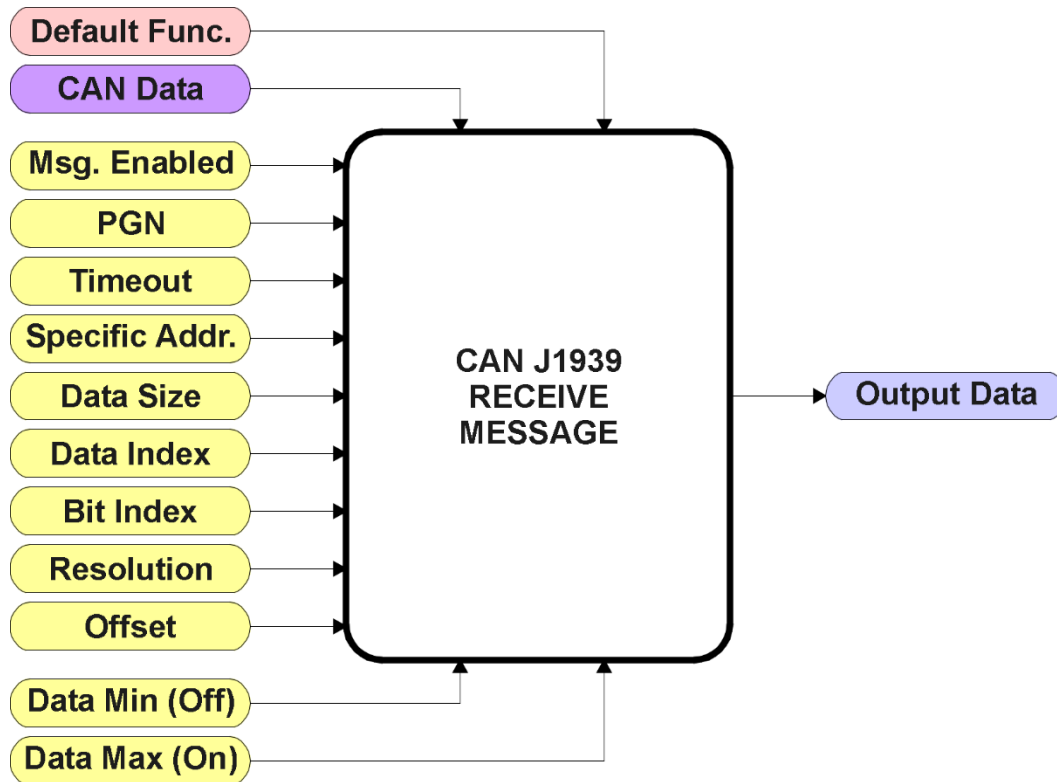 Default Func.
CAN Data
Msg. Enabled
PGN
Timeout
Specific Addr.
Data Size
Data Index
Bit Index
Resolution
Offset
Data Min (Off)
Data Max (On)
CAN J1939
RECEIVE
MESSAGE
Output Data